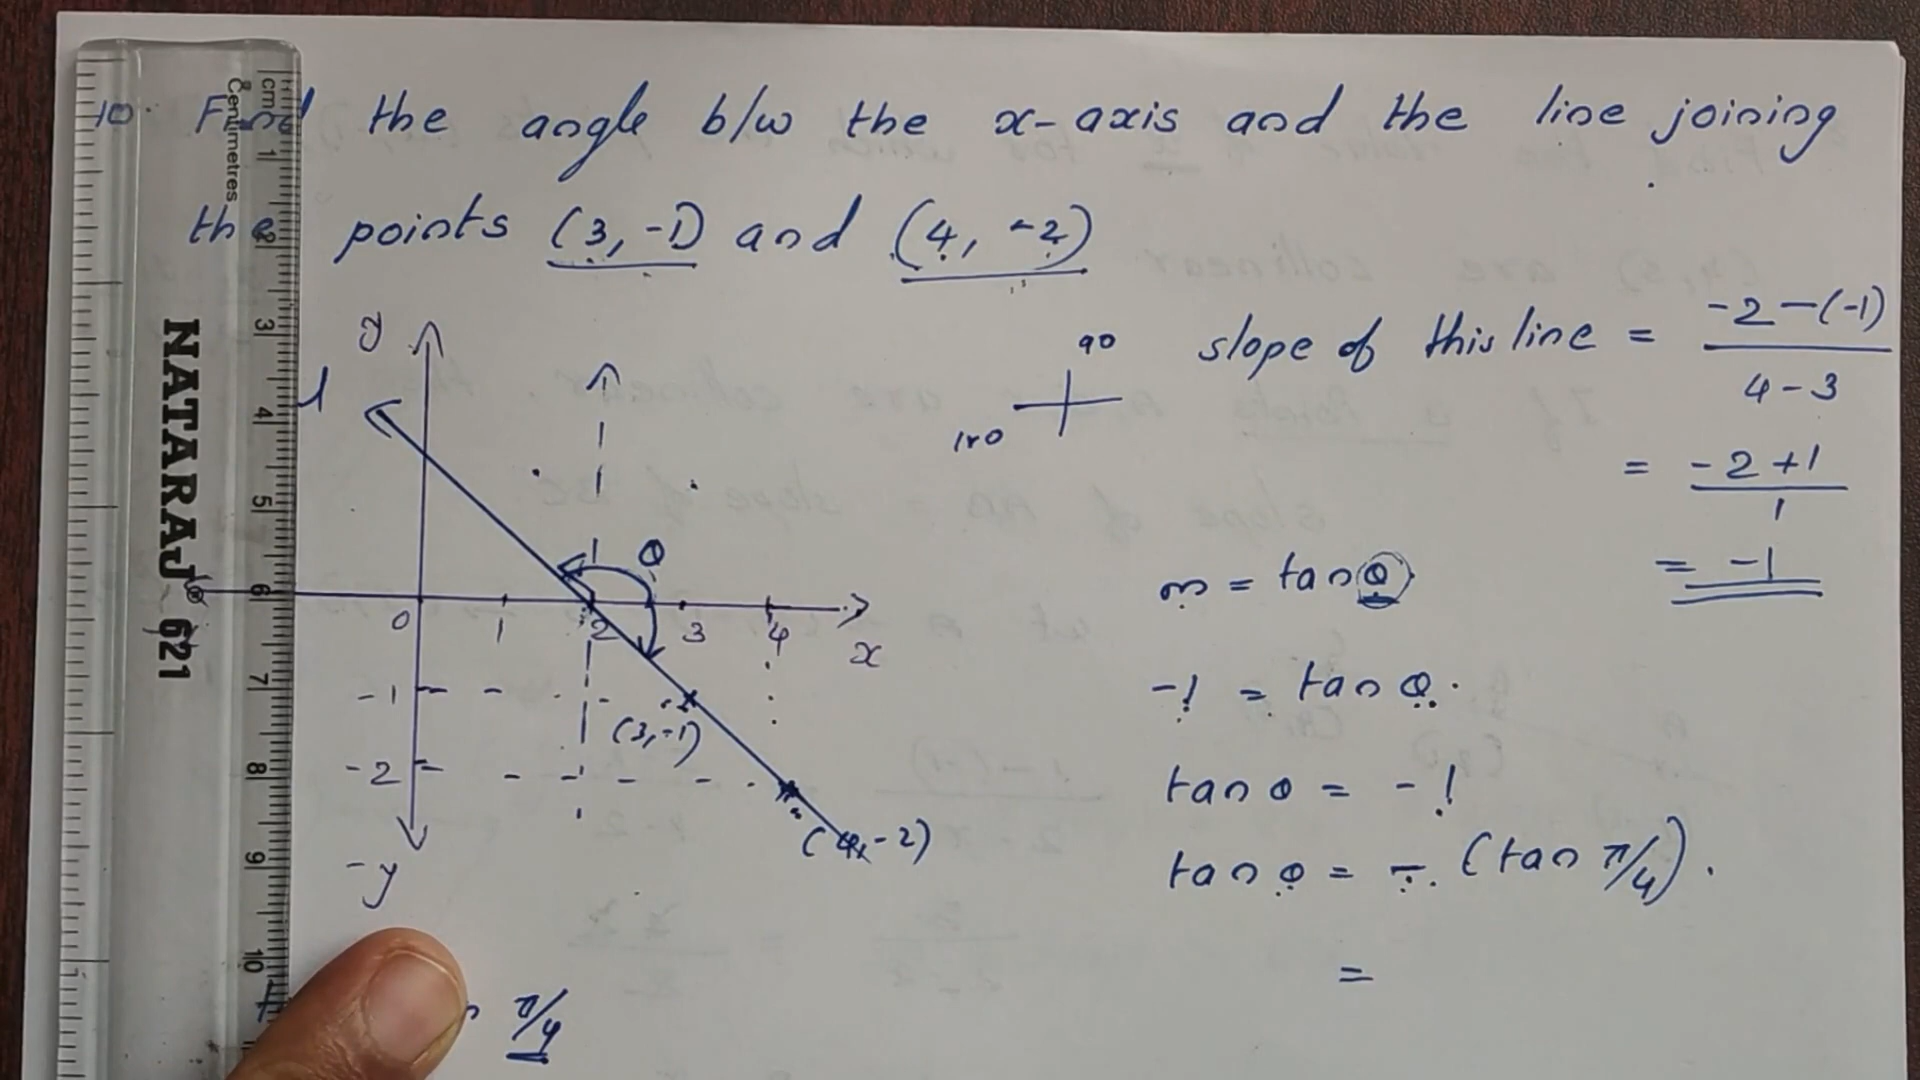 10. Find the angle b/w the x-axis and the line joining
the points (3, -1) and (4, -2)
slope of this line = -2-(-1) / 4-3
= -2+1 / 1
= -1
90
180
y
θ
0 1 2 3 4 x
-1
(3,-1)
-2
(4, -2)
-y
m = tan θ
-1 = tan θ.
tan θ = -1
tan θ = - (tan π/4).
=
π/4
cm 1 2 3 4 5 6 7 8 9 10
Centimetres
NATARAJ® 621